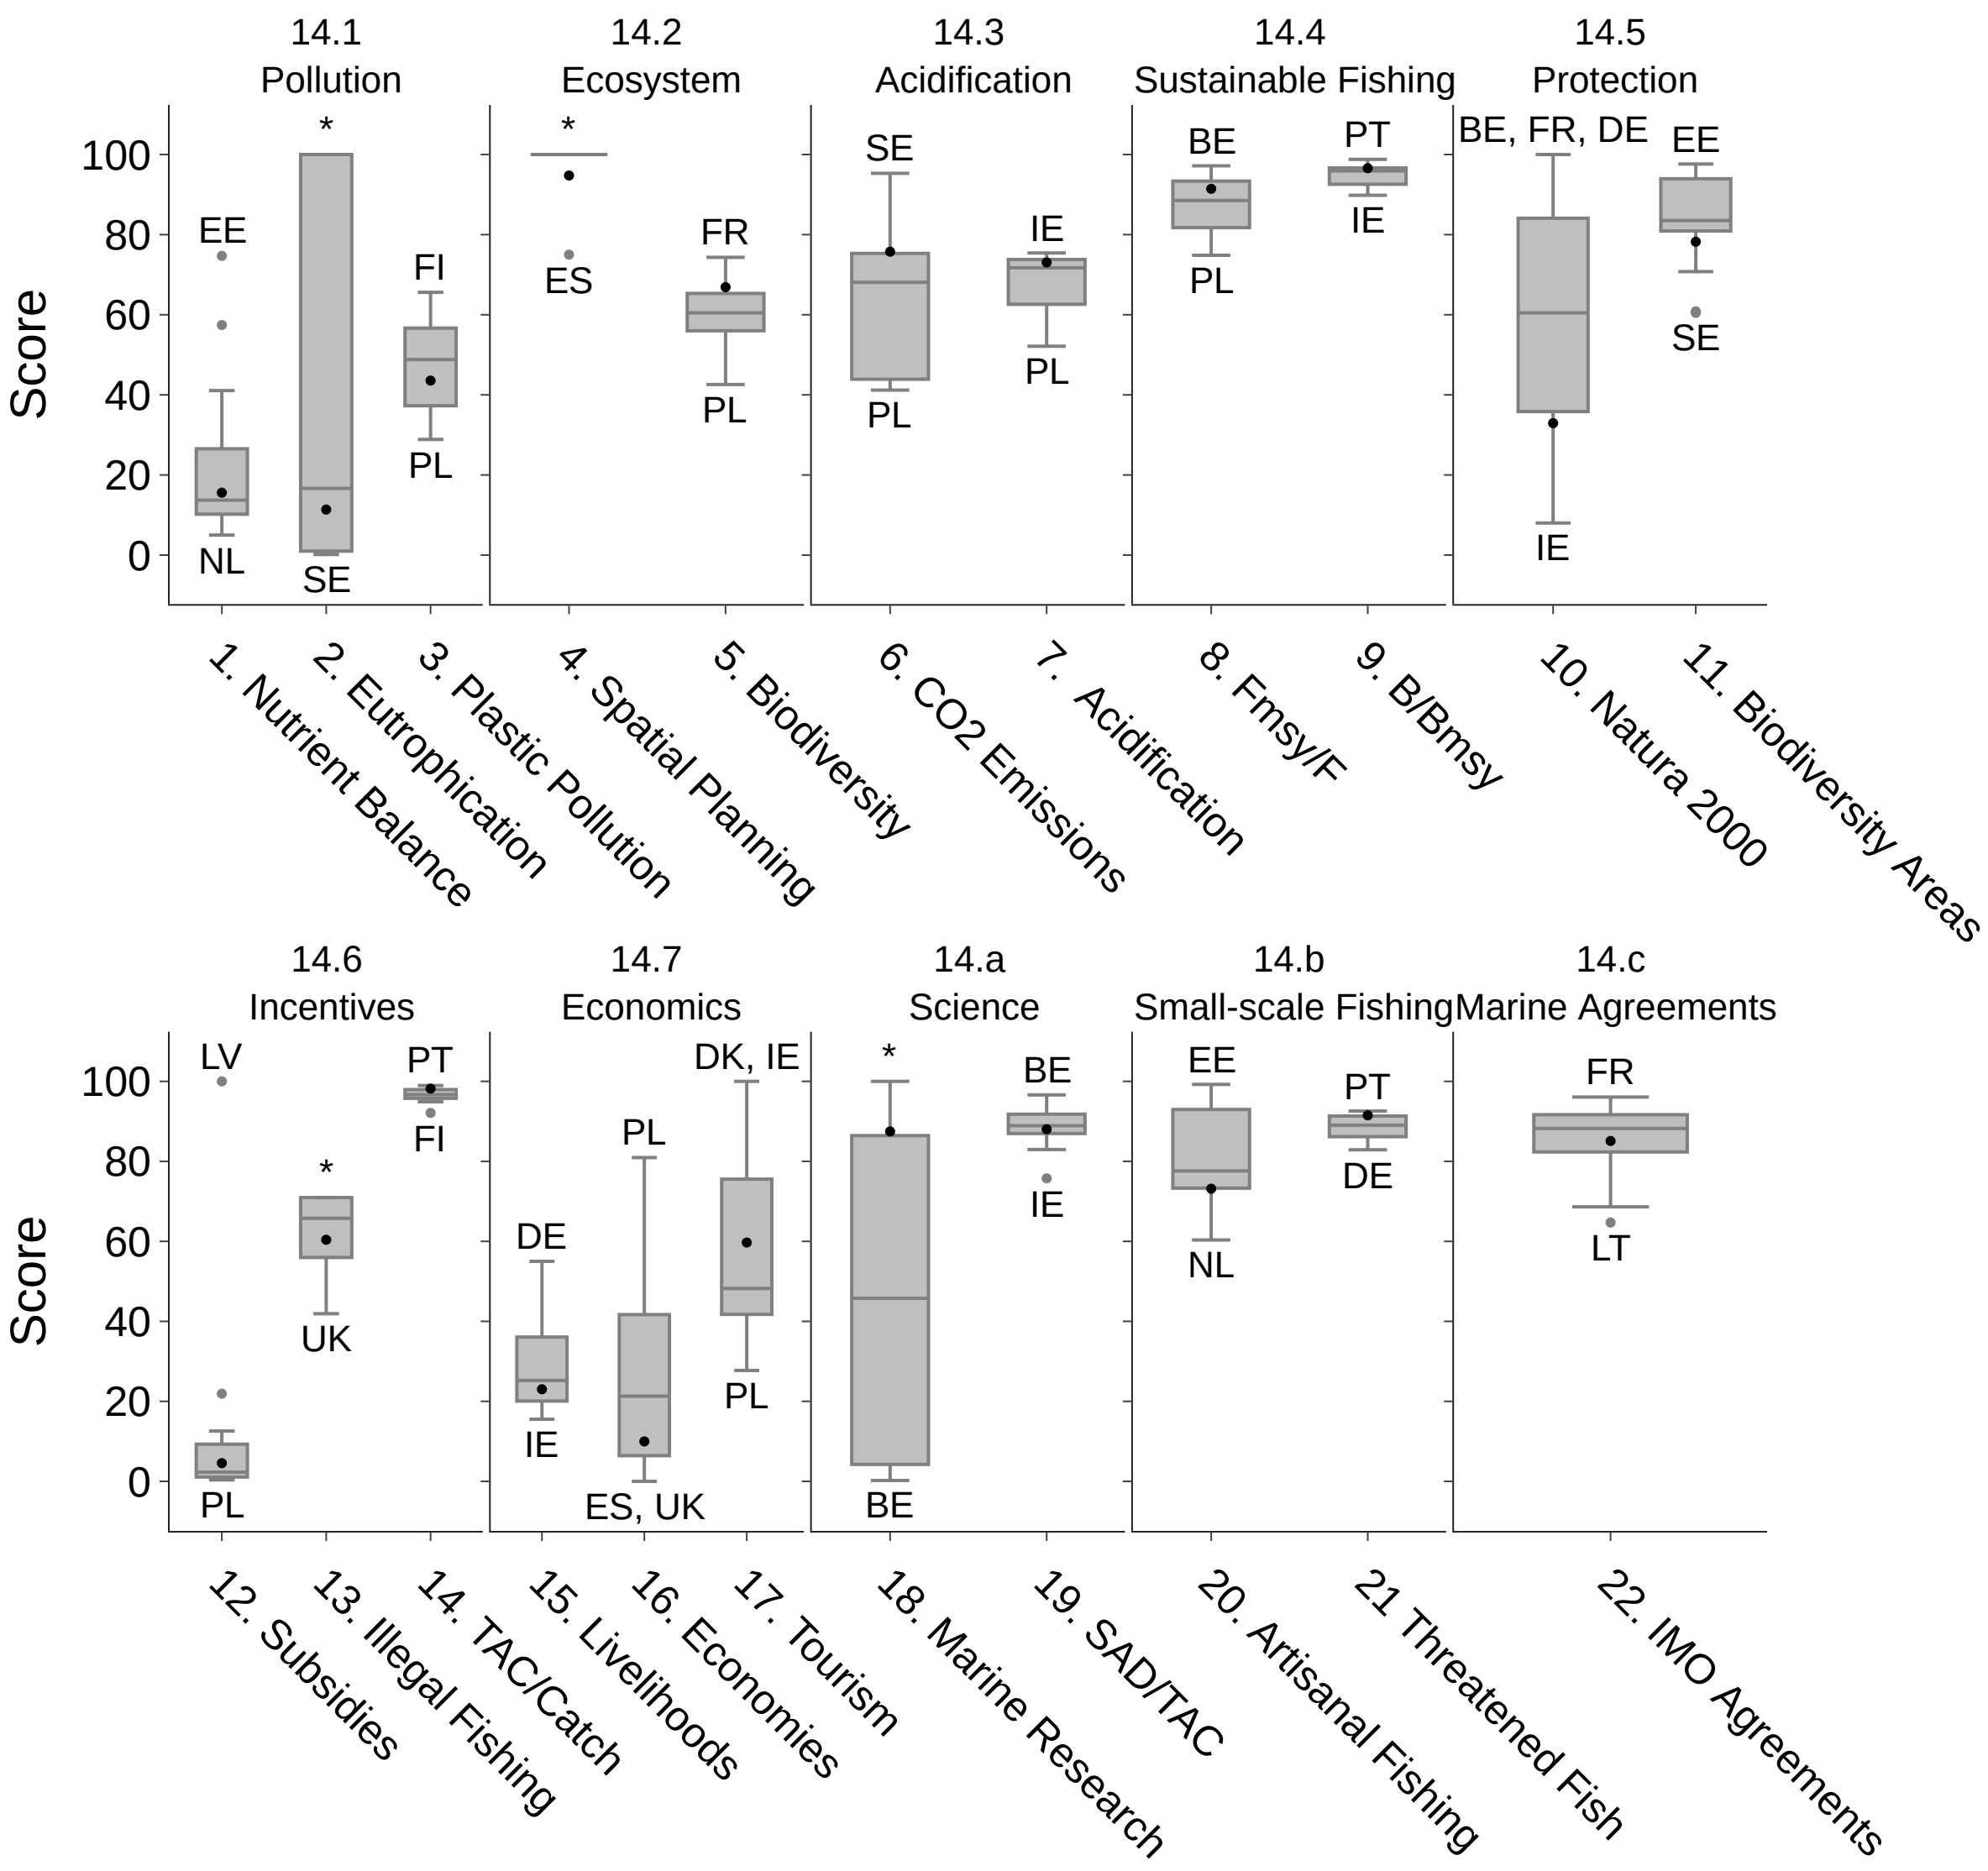 14.1
Pollution
14.2
Ecosystem
14.3
Acidification
14.4
Sustainable Fishing
14.5
Protection
Score
100
80
60
40
20
0
EE
NL
*
SE
FI
PL
*
ES
FR
PL
SE
PL
IE
PL
BE
PL
PT
IE
BE, FR, DE
IE
EE
SE
1. Nutrient Balance
2. Eutrophication
3. Plastic Pollution
4. Spatial Planning
5. Biodiversity
6. CO2 Emissions
7. Acidification
8. Fmsy/F
9. B/Bmsy
10. Natura 2000
11. Biodiversity Areas
14.6
Incentives
14.7
Economics
14.a
Science
14.b
Small-scale Fishing
14.c
Marine Agreements
Score
100
80
60
40
20
0
LV
PL
*
UK
PT
FI
DE
IE
PL
ES, UK
DK, IE
PL
*
BE
BE
IE
EE
NL
PT
DE
FR
LT
12. Subsidies
13. Illegal Fishing
14. TAC/Catch
15. Livelihoods
16. Economies
17. Tourism
18. Marine Research
19. SAD/TAC
20. Artisanal Fishing
21 Threatened Fish
22. IMO Agreements